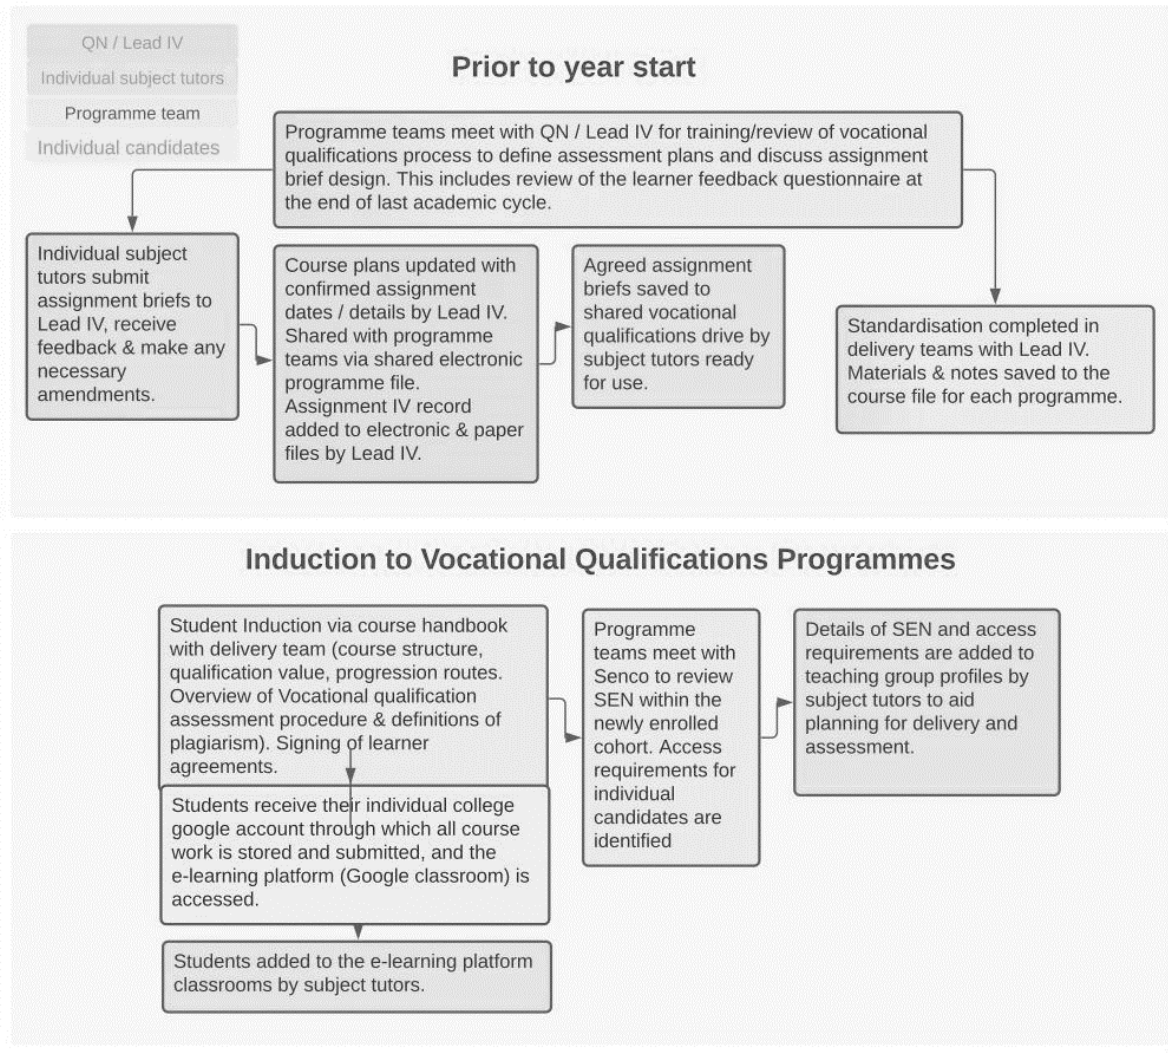 QN / Lead IV
Individual subject tutors
Programme team
Individual candidates
Prior to year start
Programme teams meet with QN / Lead IV for training/review of vocational
qualifications process to define assessment plans and discuss assignment
brief design. This includes review of the learner feedback questionnaire at
the end of last academic cycle.
Individual subject
tutors submit
assignment briefs to
Lead IV, receive
feedback & make any
necessary
amendments.
Course plans updated with
confirmed assignment
dates / details by Lead IV.
Shared with programme
teams via shared electronic
programme file.
Assignment IV record
added to electronic & paper
files by Lead IV.
Agreed assignment
briefs saved to
shared vocational
qualifications drive by
subject tutors ready
for use.
Standardisation completed in
delivery teams with Lead IV.
Materials & notes saved to the
course file for each programme.
Induction to Vocational Qualifications Programmes
Student Induction via course handbook
with delivery team (course structure,
qualification value, progression routes.
Overview of Vocational qualification
assessment procedure & definitions of
plagiarism). Signing of learner
agreements.
Students receive their individual college
google account through which all course
work is stored and submitted, and the
e-learning platform (Google classroom) is
accessed.
Students added to the e-learning platform
classrooms by subject tutors.
Programme
teams meet with
Senco to review
SEN within the
newly enrolled
cohort. Access
requirements for
individual
candidates are
identified
Details of SEN and access
requirements are added to
teaching group profiles by
subject tutors to aid
planning for delivery and
assessment.